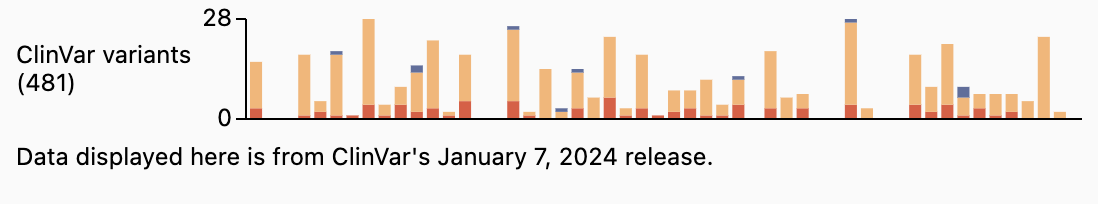 28
ClinVar variants
(481)
0
Data displayed here is from ClinVar's January 7, 2024 release.